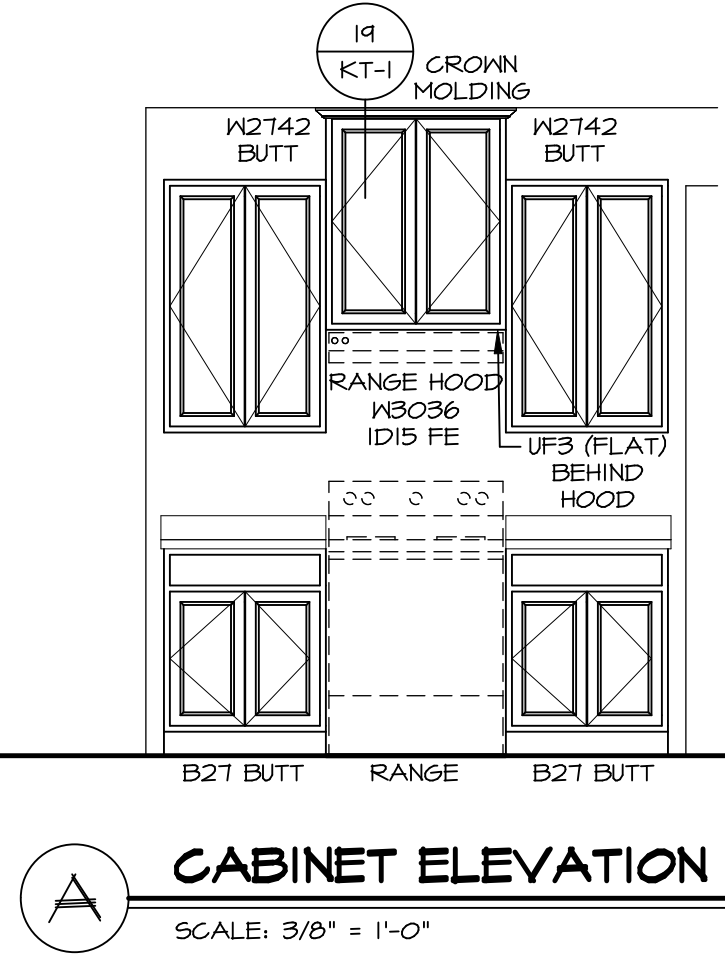 19
KT-1
CROWN
MOLDING
W2742
BUTT
W2742
BUTT
RANGE HOOD
W3036
1D15 FE
UF3 (FLAT)
BEHIND
HOOD
B27 BUTT
RANGE
B27 BUTT
A
CABINET ELEVATION
SCALE: 3/8" = 1'-0"